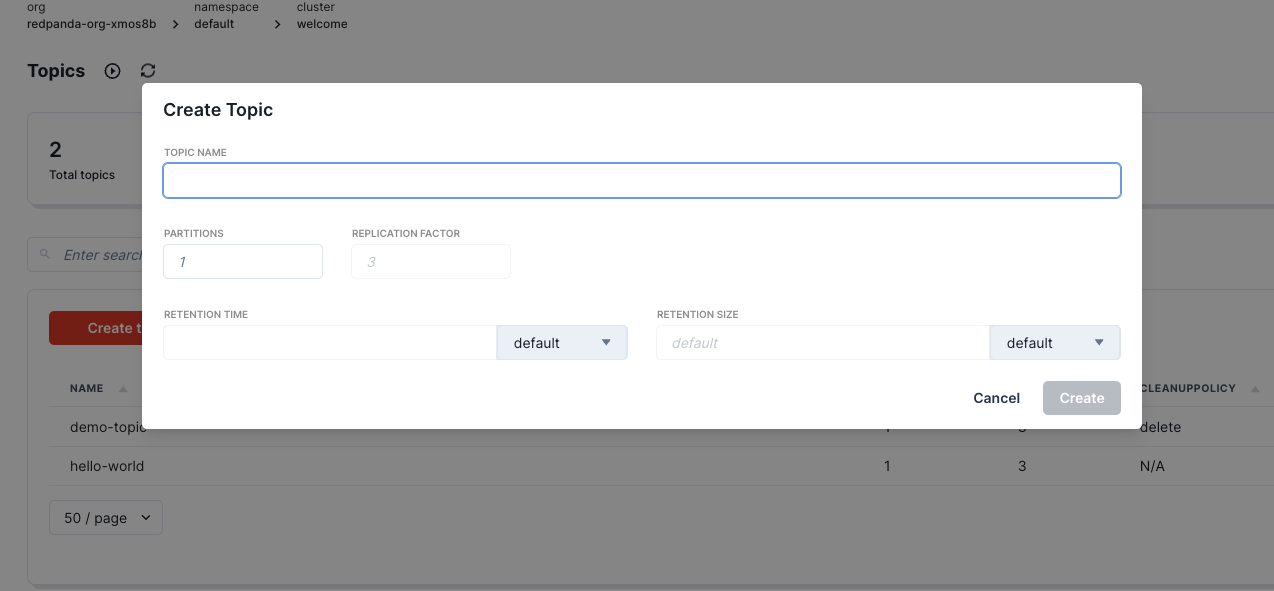 org namespace cluster
redpanda-org-xmos8b > default > welcome
Topics
Create Topic
2
Total topics
TOPIC NAME
PARTITIONS REPLICATION FACTOR
1 3
Enter search
RETENTION TIME RETENTION SIZE
default default default
Create t
Cancel Create
NAME CLEANUPPOLICY
demo-topic delete
hello-world 1 3 N/A
50 / page